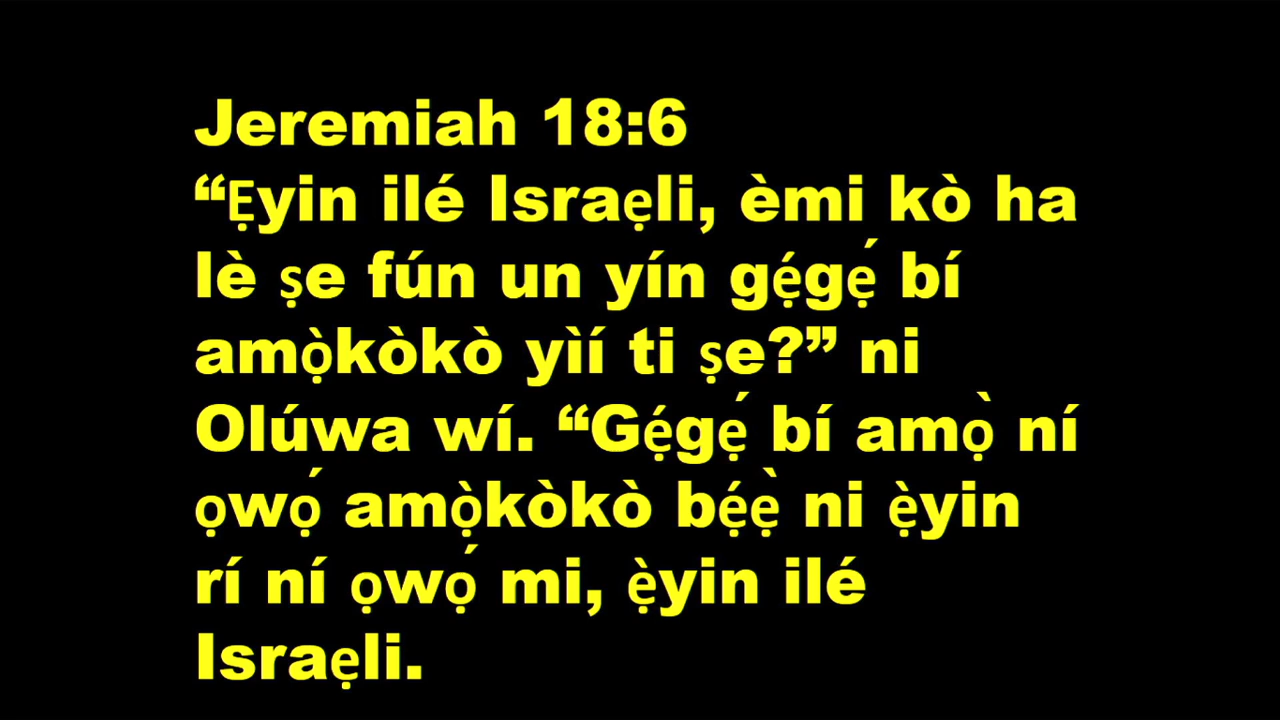 Jeremiah 18:6
“Ẹyin ilé Israẹli, èmi kò ha
lè ṣe fún un yín gẹ́gẹ́ bí
amọ̀kòkò yìí ti ṣe?” ni
Olúwa wí. “Gẹ́gẹ́ bí amọ̀ ní
ọwọ́ amọ̀kòkò bẹ́ẹ̀ ni ẹ̀yin
rí ní ọwọ́ mi, ẹ̀yin ilé
Israẹli.